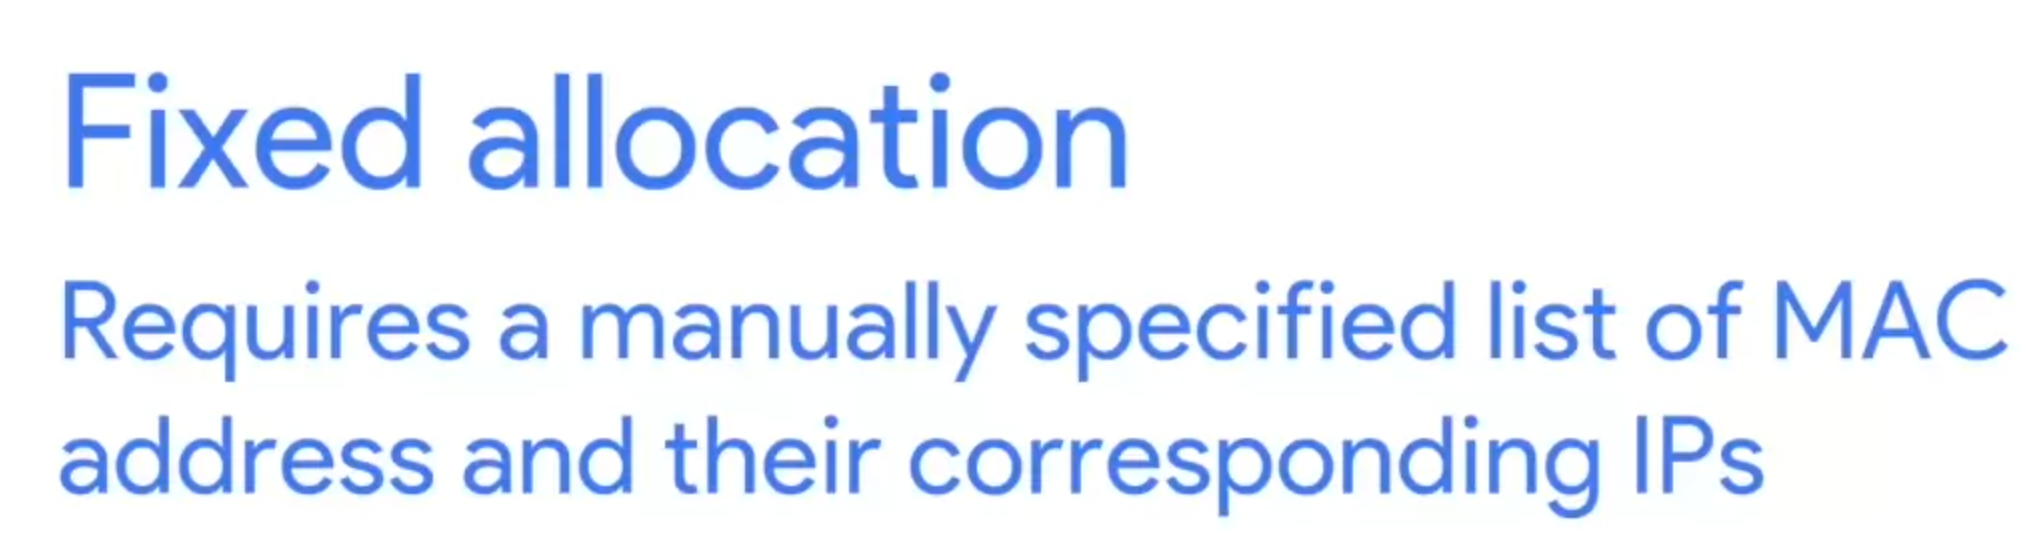 Fixed allocation
Requires a manually specified list of MAC
address and their corresponding IPs